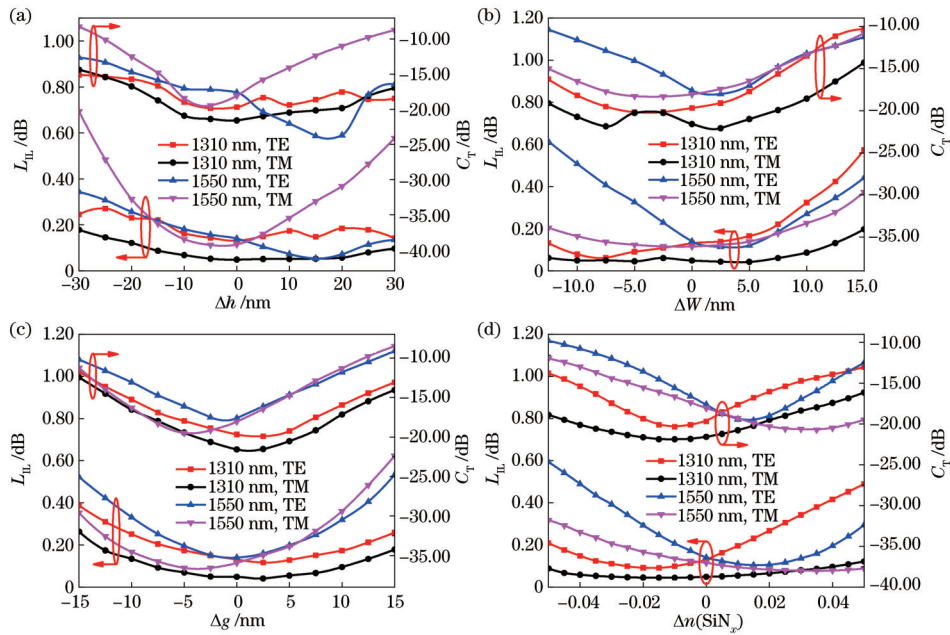 (a)
1.00
0.80
0.60
0.40
0.20
0
L_IL /dB
-10.00
-15.00
-20.00
-25.00
-30.00
-35.00
-40.00
C_T /dB
1310 nm, TE
1310 nm, TM
1550 nm, TE
1550 nm, TM
-30 -20 -10 0 10 20 30
Δh/nm
(b)
1.20
1.00
0.80
0.60
0.40
0.20
0
L_IL /dB
-10.00
-15.00
-20.00
-25.00
-30.00
-35.00
C_T /dB
1310 nm, TE
1310 nm, TM
1550 nm, TE
1550 nm, TM
-10.0 -5.0 0 5.0 10.0 15.0
ΔW/nm
(c)
1.20
1.00
0.80
0.60
0.40
0.20
0
L_IL /dB
-10.00
-15.00
-20.00
-25.00
-30.00
-35.00
C_T /dB
1310 nm, TE
1310 nm, TM
1550 nm, TE
1550 nm, TM
-15 -10 -5 0 5 10 15
Δg/nm
(d)
1.20
1.00
0.80
0.60
0.40
0.20
0
L_IL /dB
-10.00
-15.00
-20.00
-25.00
-30.00
-35.00
-40.00
C_T /dB
1310 nm, TE
1310 nm, TM
1550 nm, TE
1550 nm, TM
-0.04 -0.02 0 0.02 0.04
Δn(SiN_x)